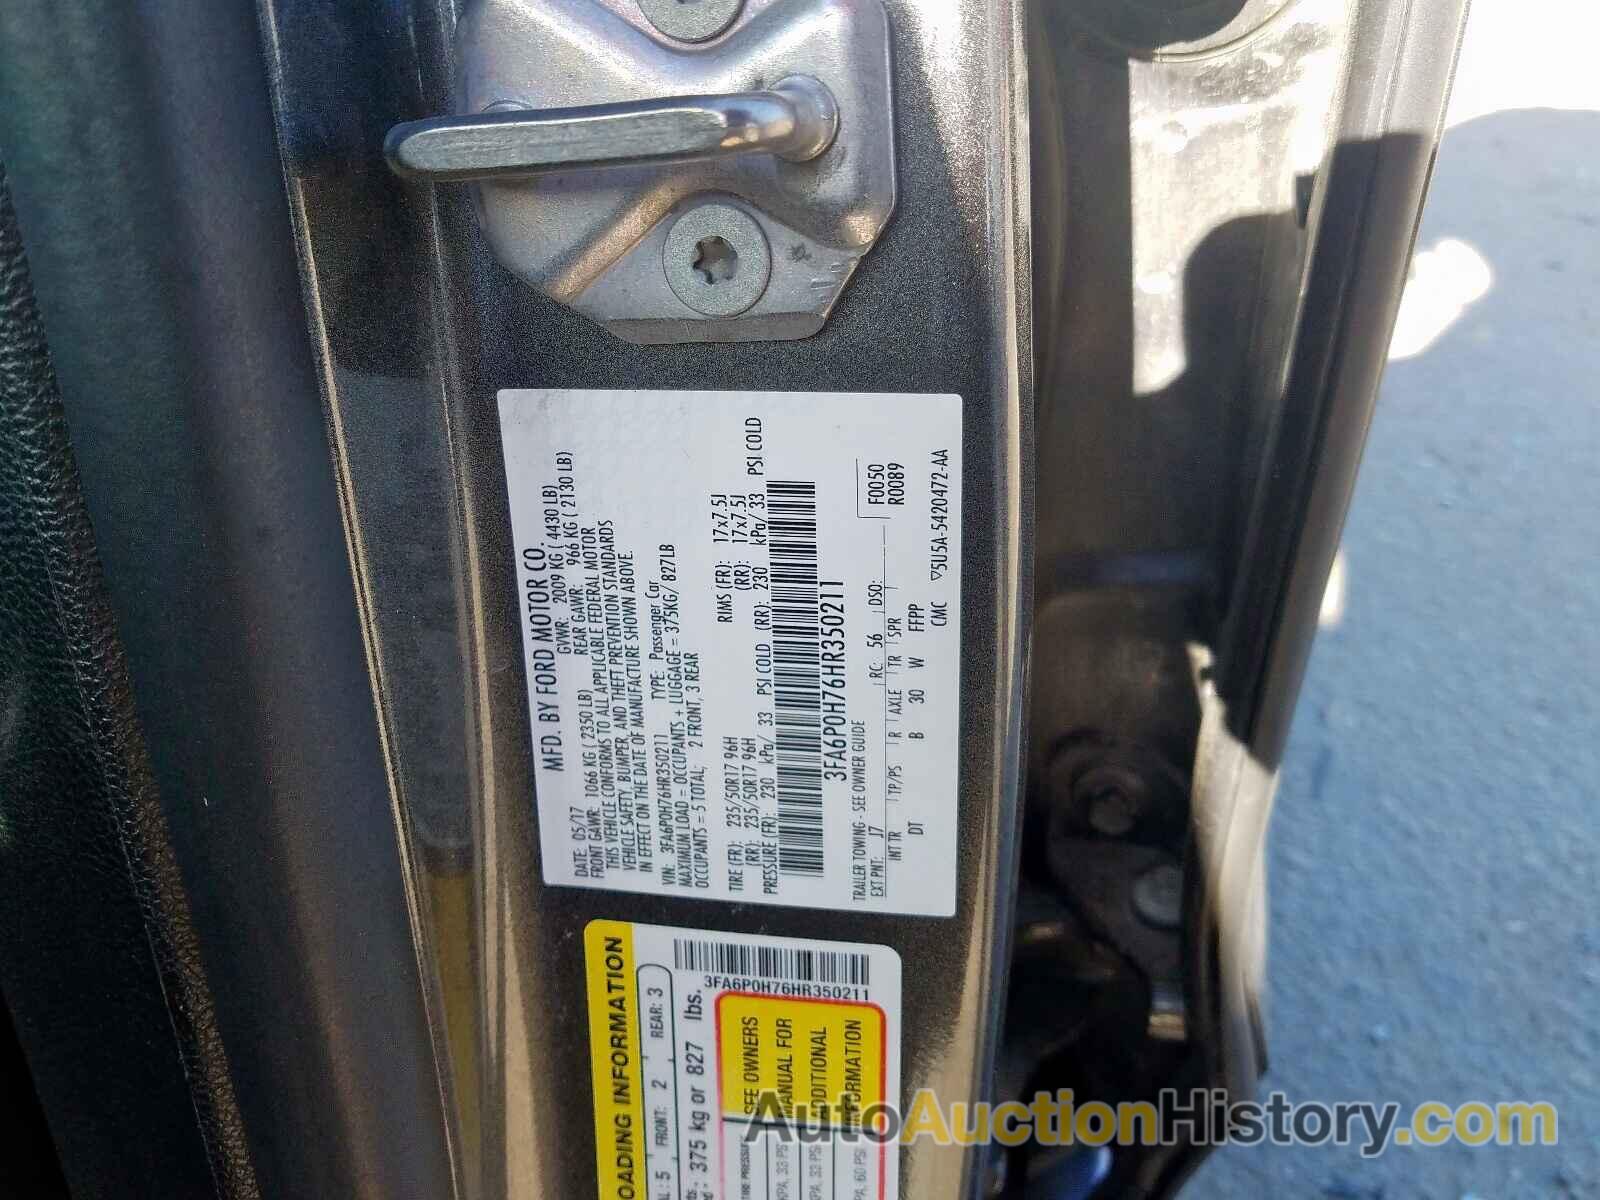 MFD. BY FORD MOTOR CO.
DATE: 05/17 GVWR: 2009 KG ( 4430 LB)
FRONT GAWR: 1066 KG ( 2350 LB) REAR GAWR: 966 KG ( 2130 LB)
THIS VEHICLE CONFORMS TO ALL APPLICABLE FEDERAL MOTOR
VEHICLE SAFETY, BUMPER, AND THEFT PREVENTION STANDARDS
IN EFFECT ON THE DATE OF MANUFACTURE SHOWN ABOVE.
VIN: 3FA6P0H76HR350211 TYPE: Passenger Car
MAXIMUM LOAD = OCCUPANTS + LUGGAGE = 375KG/ 827LB
OCCUPANTS = 5 TOTAL; 2 FRONT, 3 REAR
TIRE (FR): 235/50R17 96H RIMS (FR): 17x7.5J
(RR): 235/50R17 96H (RR): 17x7.5J
PRESSURE (FR): 230 kPa/ 33 PSI COLD (RR): 230 kPa/ 33 PSI COLD
3FA6P0H76HR350211
TRAILER TOWING - SEE OWNER GUIDE
EXT PNT: J7 RC: 56 DSO: F0050
INT TR TP/PS R AXLE TR SPR R0089
DT B 30 W FFPP
CMC 5U5A-5420472-AA
LOADING INFORMATION
5 FRONT: 2 REAR: 3
375 kg or 827 lbs.
3FA6P0H76HR350211
SEE OWNERS
MANUAL FOR
ADDITIONAL
INFORMATION
AutoAuctionHistory.com